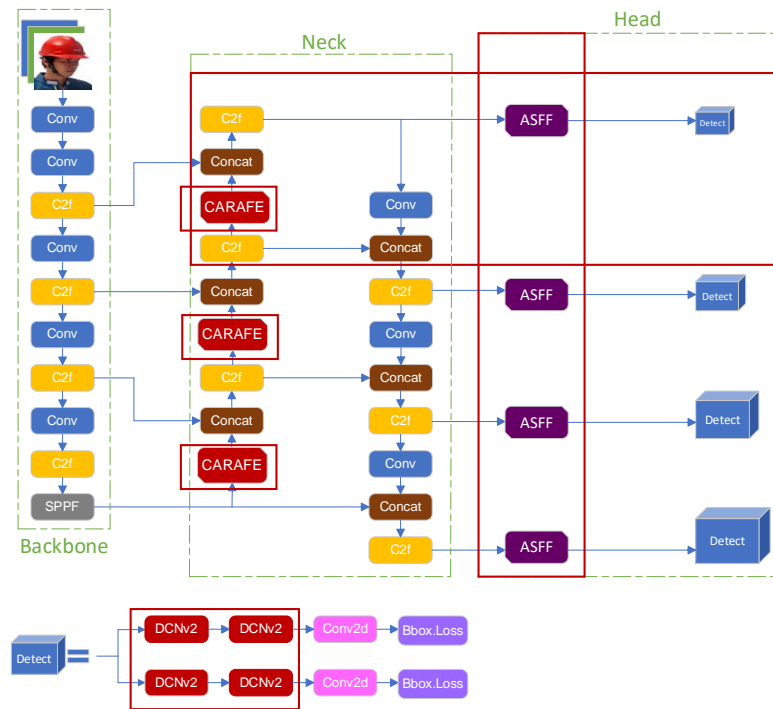 Head
Neck
Conv
C2f
ASFF
Detect
Conv
Concat
C2f
CARAFE
Conv
Conv
C2f
Concat
C2f
Concat
C2f
ASFF
Detect
Conv
CARAFE
Conv
C2f
C2f
Concat
Conv
Concat
C2f
ASFF
Detect
C2f
CARAFE
Conv
SPPF
Concat
Backbone
C2f
ASFF
Detect
DCNv2
DCNv2
Conv2d
Bbox.Loss
Detect
DCNv2
DCNv2
Conv2d
Bbox.Loss